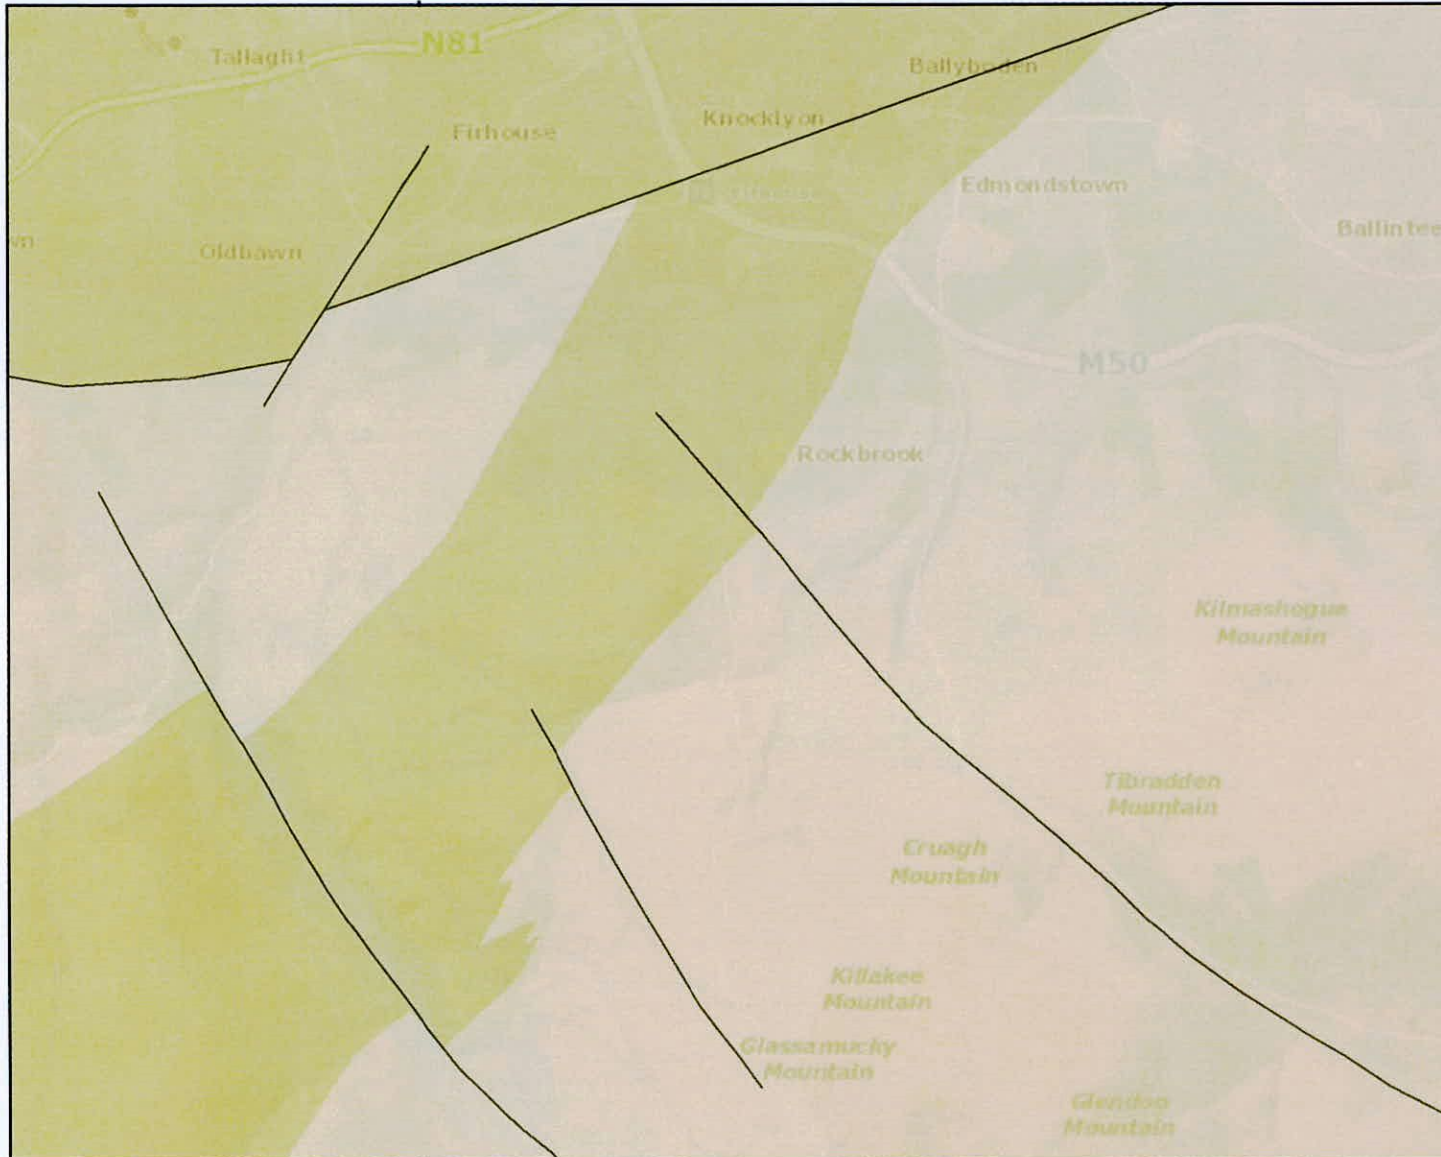 Tallaght
N81
Ballyboden
Firhouse
Knocklyon
Edmondstown
wn
Oldbawn
Ballintee
M50
Rockbrook
Kilmashogue
Mountain
Tibradden
Mountain
Cruagh
Mountain
Killakee
Mountain
Glassamucky
Mountain
Glendoo
Mountain